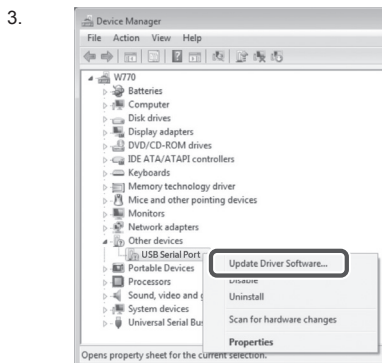 3.
Device Manager
File Action View Help
W770
Batteries
Computer
Disk drives
Display adapters
DVD/CD-ROM drives
IDE ATA/ATAPI controllers
Keyboards
Memory technology driver
Mice and other pointing devices
Monitors
Network adapters
Other devices
USB Serial Port
Update Driver Software...
Portable Devices
Disable
Processors
Uninstall
Sound, video and g
System devices
Scan for hardware changes
Universal Serial Bus
Properties
Opens property sheet for the current selection.